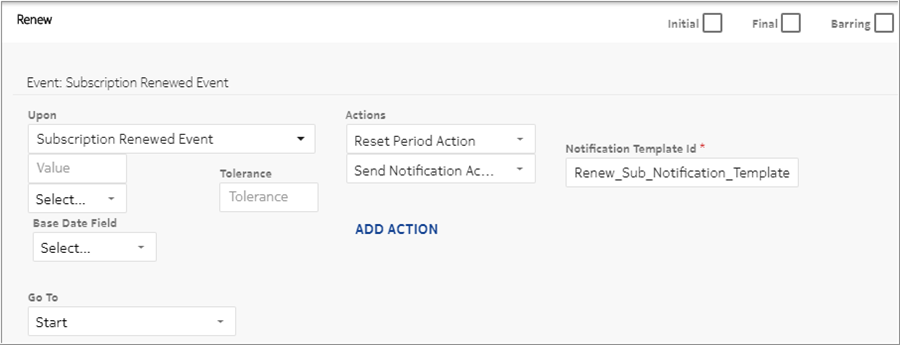 Renew
Initial
Final
Barring
Event: Subscription Renewed Event
Upon
Subscription Renewed Event
Value
Select...
Tolerance
Tolerance
Base Date Field
Select...
Actions
Reset Period Action
Send Notification Ac...
ADD ACTION
Notification Template Id *
Renew_Sub_Notification_Template
Go To
Start